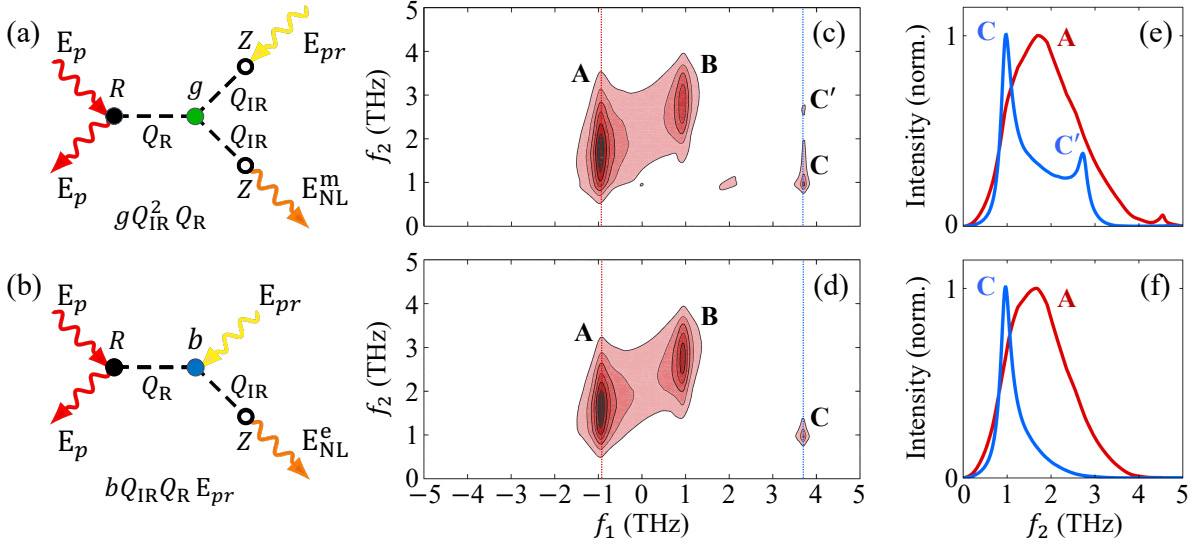 (a)
E_p
R
g
Z
E_pr
Q_R
Q_IR
Q_IR
E_p
Z
E_NL^m
gQ_IR^2 Q_R
(b)
E_p
R
b
E_pr
Q_R
Q_IR
E_p
Z
E_NL^e
bQ_IR Q_R E_pr
(c)
5
4
3
2
1
0
f_2 (THz)
A
B
C′
C
(d)
5
4
3
2
1
0
f_2 (THz)
A
B
C
−5 −4 −3 −2 −1 0 1 2 3 4 5
f_1 (THz)
(e)
1
0
Intensity (norm.)
C
A
C′
(f)
1
0
Intensity (norm.)
C
A
0 1 2 3 4 5
f_2 (THz)